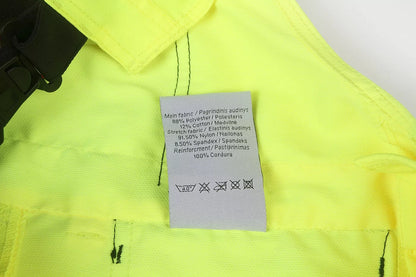 Main fabric / Pagrindinis audinys
88% Polyester / Poliesteris
12% Cotton / Medvilnė
Stretch fabric / Elastinis audinys
91,50% Nylon / Nailonas
8,50% Spandex / Spandex
Reinforcement / Pastiprinimas
100% Cordura